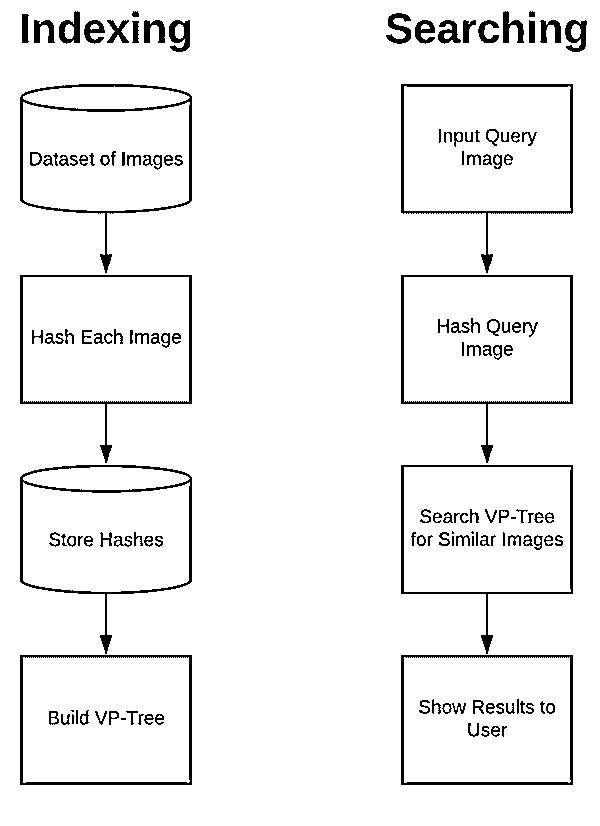 Indexing
Dataset of Images
Hash Each Image
Store Hashes
Build VP-Tree
Searching
Input Query
Image
Hash Query
Image
Search VP-Tree
for Similar Images
Show Results to
User